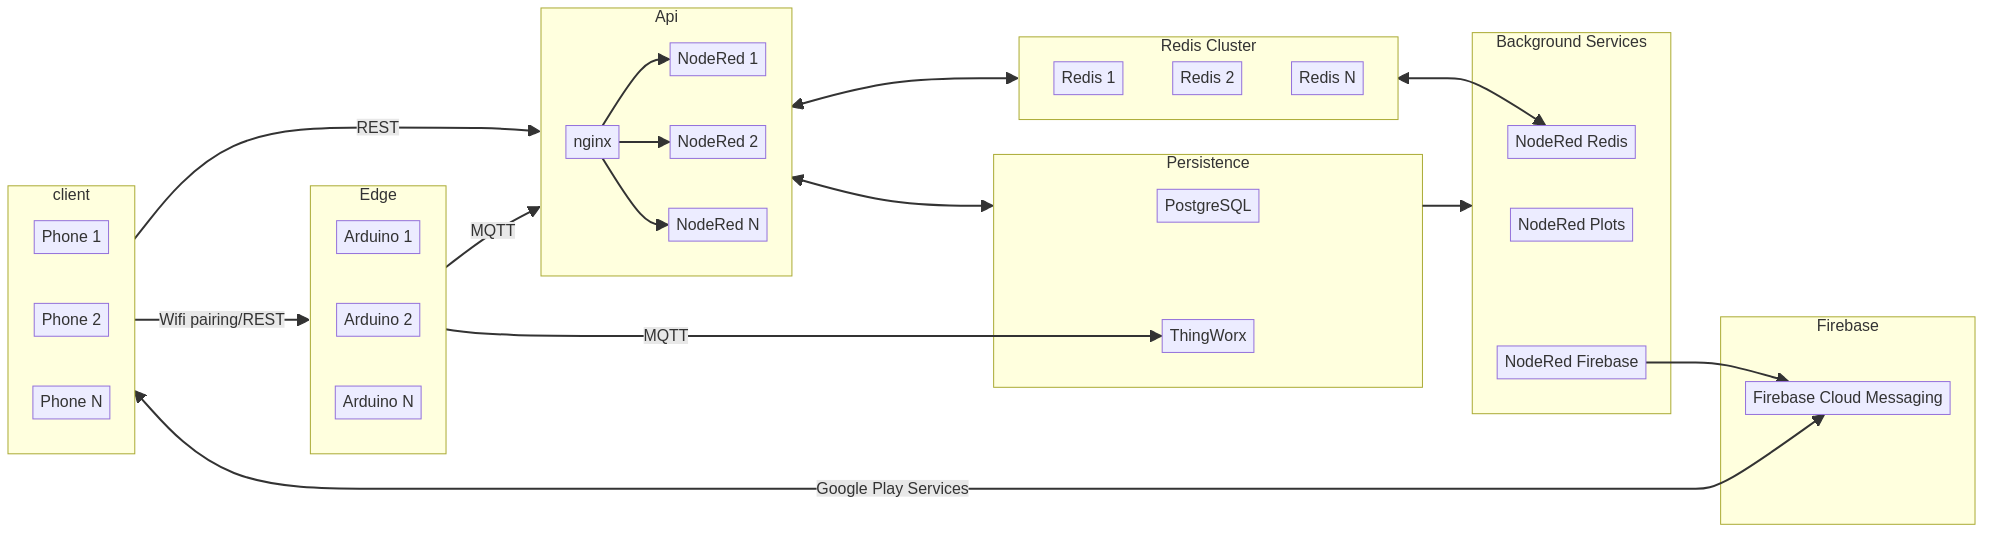 client
Phone 1
Phone 2
Phone N
REST
Wifi pairing/REST
Google Play Services
Edge
Arduino 1
Arduino 2
Arduino N
MQTT
MQTT
Api
nginx
NodeRed 1
NodeRed 2
NodeRed N
Redis Cluster
Redis 1
Redis 2
Redis N
Persistence
PostgreSQL
ThingWorx
Background Services
NodeRed Redis
NodeRed Plots
NodeRed Firebase
Firebase
Firebase Cloud Messaging